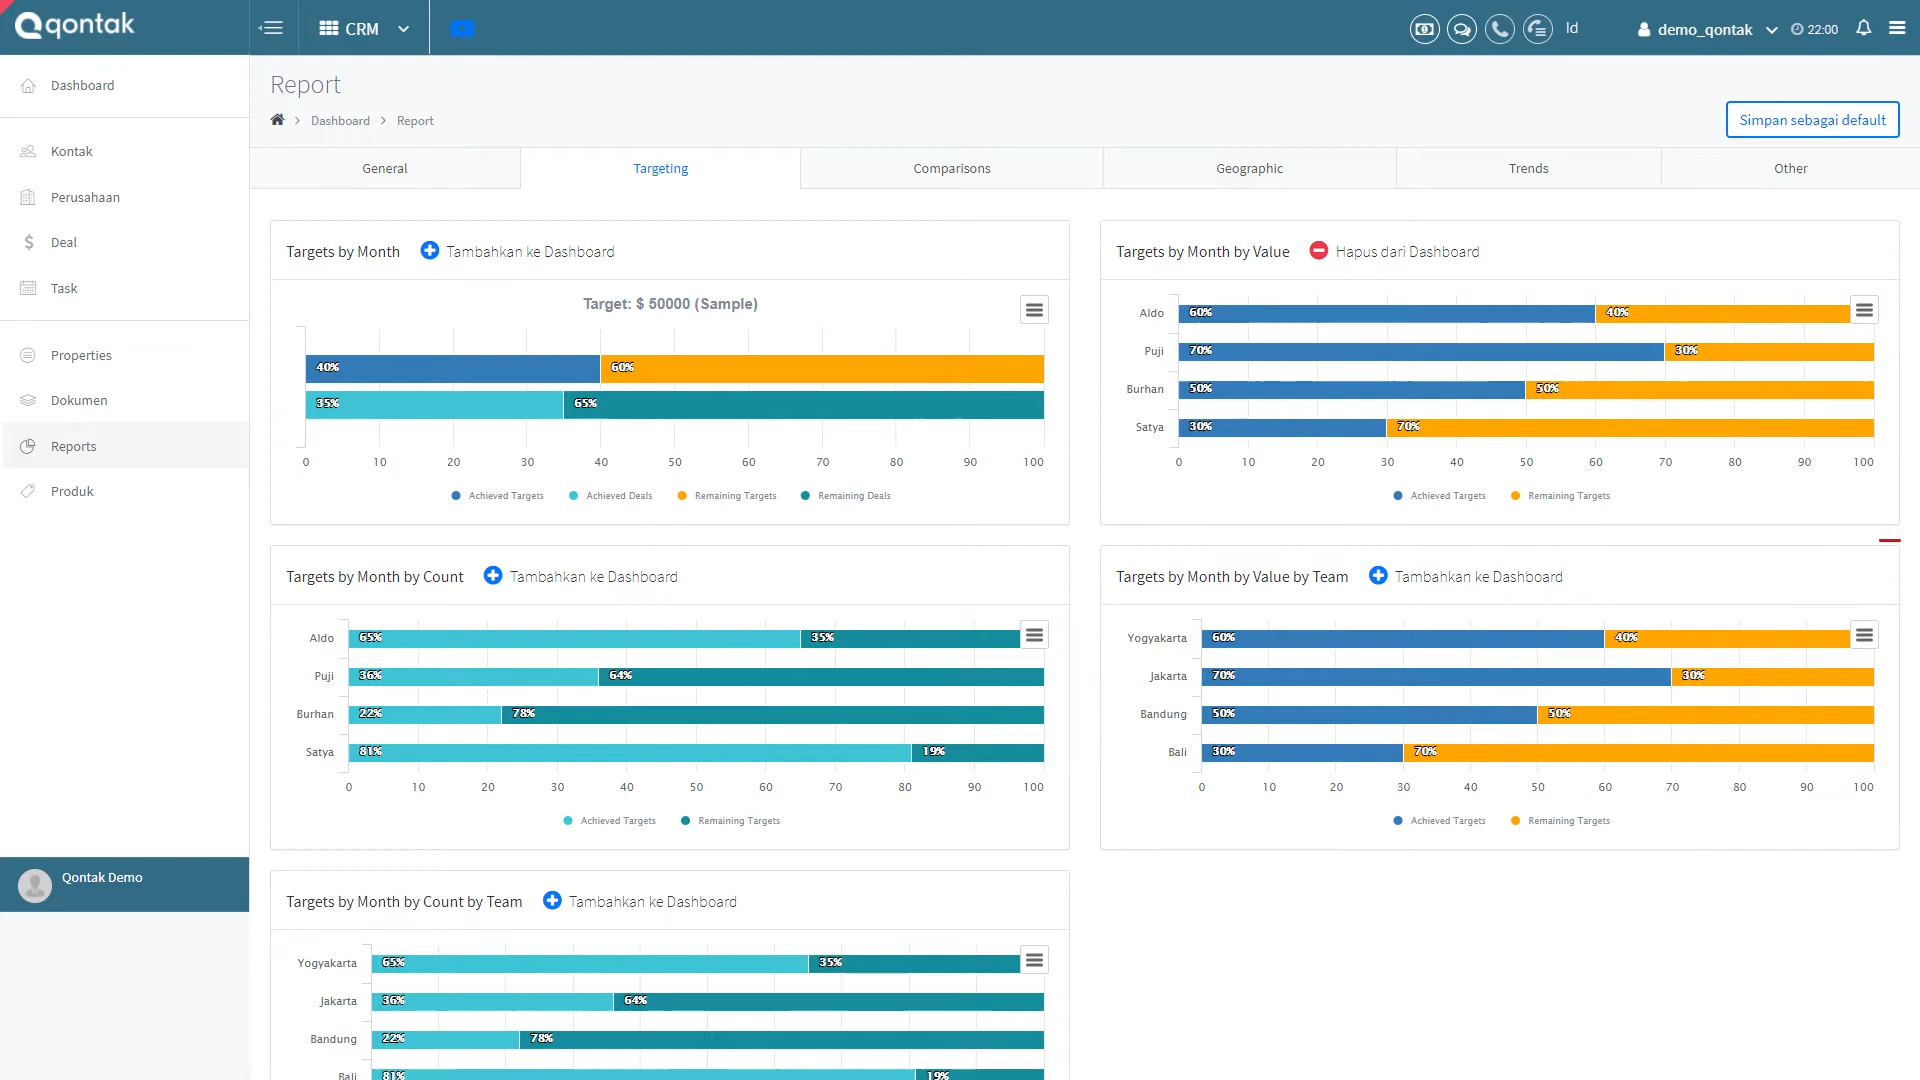 qontak
CRM
Id
demo_qontak
22:00
Dashboard
Kontak
Perusahaan
Deal
Task
Properties
Dokumen
Reports
Produk
Qontak Demo
Report
Dashboard > Report
Simpan sebagai default
General
Targeting
Comparisons
Geographic
Trends
Other
Targets by Month
Tambahkan ke Dashboard
Target: $ 50000 (Sample)
40% 60%
35% 65%
0 10 20 30 40 50 60 70 80 90 100
Achieved Targets Achieved Deals Remaining Targets Remaining Deals
Targets by Month by Value
Hapus dari Dashboard
Aldo 60% 40%
Puji 70% 30%
Burhan 50% 50%
Satya 30% 70%
0 10 20 30 40 50 60 70 80 90 100
Achieved Targets Remaining Targets
Targets by Month by Count
Tambahkan ke Dashboard
Aldo 65% 35%
Puji 36% 64%
Burhan 22% 78%
Satya 81% 19%
0 10 20 30 40 50 60 70 80 90 100
Achieved Targets Remaining Targets
Targets by Month by Value by Team
Tambahkan ke Dashboard
Yogyakarta 60% 40%
Jakarta 70% 30%
Bandung 50% 50%
Bali 30% 70%
0 10 20 30 40 50 60 70 80 90 100
Achieved Targets Remaining Targets
Targets by Month by Count by Team
Tambahkan ke Dashboard
Yogyakarta 65% 35%
Jakarta 36% 64%
Bandung 22% 78%
Bali 81% 19%